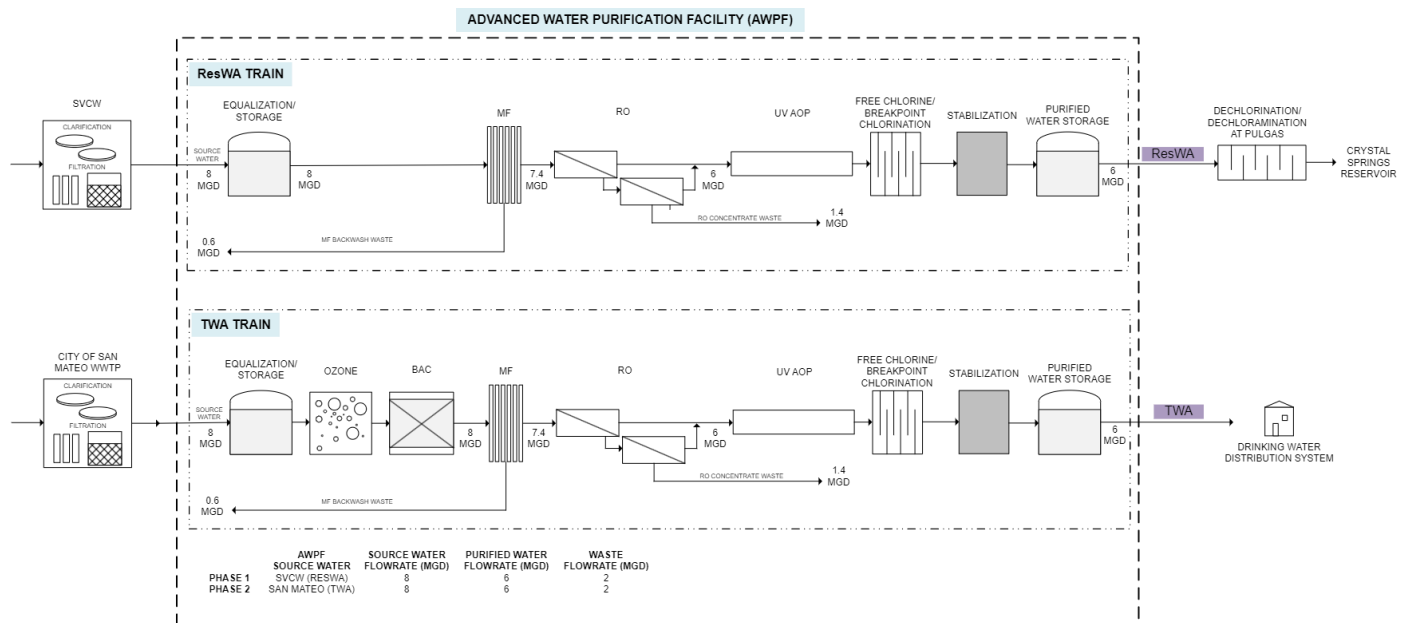 ADVANCED WATER PURIFICATION FACILITY (AWPF)
ResWA TRAIN
SVCW
CLARIFICATION
FILTRATION
SOURCE
WATER
8
MGD
EQUALIZATION/
STORAGE
8
MGD
MF
7.4
MGD
RO
6
MGD
UV AOP
FREE CHLORINE/
BREAKPOINT
CHLORINATION
STABILIZATION
PURIFIED
WATER STORAGE
6
MGD
ResWA
DECHLORINATION/
DECHLORAMINATION
AT PULGAS
CRYSTAL
SPRINGS
RESERVOIR
RO CONCENTRATE WASTE
1.4
MGD
0.6
MGD
MF BACKWASH WASTE
TWA TRAIN
CITY OF SAN
MATEO WWTP
CLARIFICATION
FILTRATION
SOURCE
WATER
8
MGD
EQUALIZATION/
STORAGE
OZONE
BAC
8
MGD
MF
7.4
MGD
RO
6
MGD
UV AOP
FREE CHLORINE/
BREAKPOINT
CHLORINATION
STABILIZATION
PURIFIED
WATER STORAGE
6
MGD
TWA
DRINKING WATER
DISTRIBUTION SYSTEM
RO CONCENTRATE WASTE
1.4
MGD
0.6
MGD
MF BACKWASH WASTE
AWPF SOURCE WATER FLOWRATE (MGD) PURIFIED WATER FLOWRATE (MGD) WASTE FLOWRATE (MGD)
PHASE 1 SVCW (RESWA) 8 6 2
PHASE 2 SAN MATEO (TWA) 8 6 2